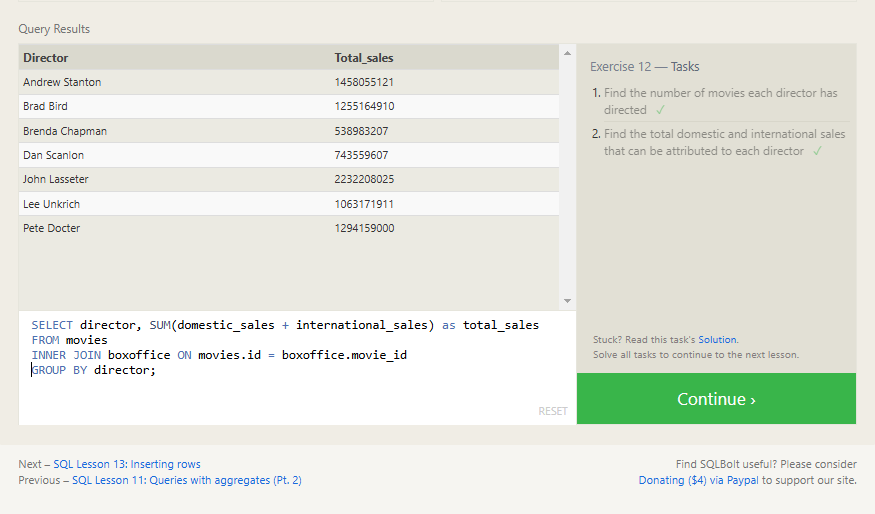 Query Results
Director Total_sales
Andrew Stanton 1458055121
Brad Bird 1255164910
Brenda Chapman 538983207
Dan Scanlon 743559607
John Lasseter 2232208025
Lee Unkrich 1063171911
Pete Docter 1294159000
SELECT director, SUM(domestic_sales + international_sales) as total_sales
FROM movies
INNER JOIN boxoffice ON movies.id = boxoffice.movie_id
GROUP BY director;
RESET
Exercise 12 — Tasks
1. Find the number of movies each director has
directed ✓
2. Find the total domestic and international sales
that can be attributed to each director ✓
Stuck? Read this task's Solution.
Solve all tasks to continue to the next lesson.
Continue ›
Next – SQL Lesson 13: Inserting rows
Previous – SQL Lesson 11: Queries with aggregates (Pt. 2)
Find SQLBolt useful? Please consider
Donating ($4) via Paypal to support our site.